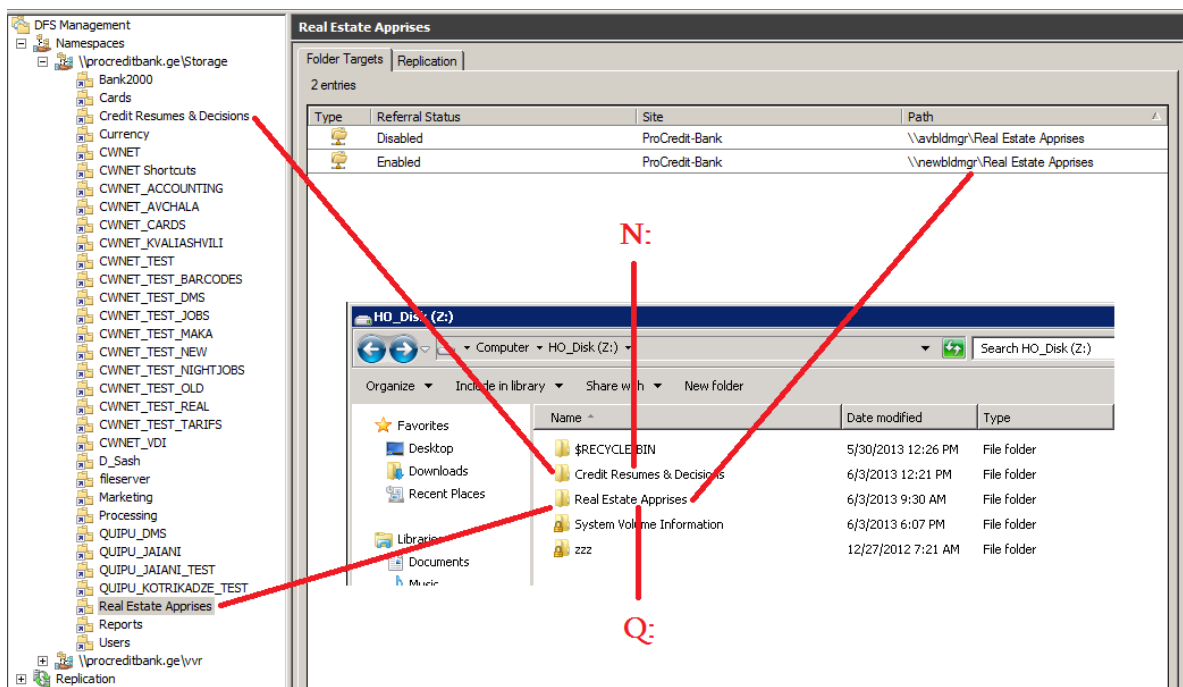 DFS Management
Namespaces
\\procreditbank.ge\Storage
Bank2000
Cards
Credit Resumes & Decisions
Currency
CWNET
CWNET Shortcuts
CWNET_ACCOUNTING
CWNET_AVCHALA
CWNET_CARDS
CWNET_KVALIASHVILI
CWNET_TEST
CWNET_TEST_BARCODES
CWNET_TEST_DMS
CWNET_TEST_JOBS
CWNET_TEST_MAKA
CWNET_TEST_NEW
CWNET_TEST_NIGHTJOBS
CWNET_TEST_OLD
CWNET_TEST_REAL
CWNET_TEST_TARIFS
CWNET_VDI
D_Sash
fileserver
Marketing
Processing
QUIPU_DMS
QUIPU_JAIANI
QUIPU_JAIANI_TEST
QUIPU_KOTRIKADZE_TEST
Real Estate Apprises
Reports
Users
\\procreditbank.ge\vvr
Replication
Real Estate Apprises
Folder Targets Replication
2 entries
Type Referral Status Site Path
Disabled ProCredit-Bank \\avbldmgr\Real Estate Apprises
Enabled ProCredit-Bank \\newbldmgr\Real Estate Apprises
N:
HO_Disk (Z:)
Computer HO_Disk (Z:) Search HO_Disk (Z:)
Organize Include in library Share with New folder
Favorites
Desktop
Downloads
Recent Places
Libraries
Documents
Music
Name Date modified Type
$RECYCLE.BIN 5/30/2013 12:26 PM File folder
Credit Resumes & Decisions 6/3/2013 12:21 PM File folder
Real Estate Apprises 6/3/2013 9:30 AM File folder
System Volume Information 6/3/2013 6:07 PM File folder
zzz 12/27/2012 7:21 AM File folder
Q: